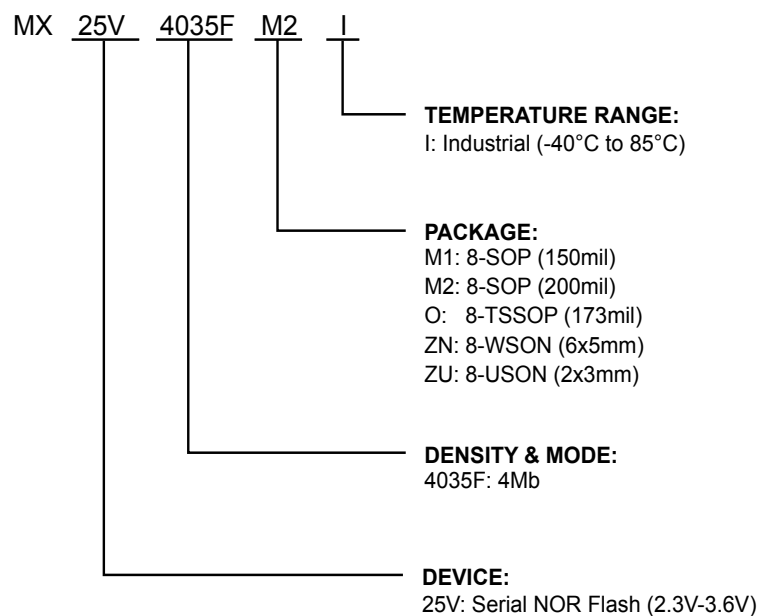 MX 25V 4035F M2 I
TEMPERATURE RANGE:
I: Industrial (-40°C to 85°C)
PACKAGE:
M1: 8-SOP (150mil)
M2: 8-SOP (200mil)
O: 8-TSSOP (173mil)
ZN: 8-WSON (6x5mm)
ZU: 8-USON (2x3mm)
DENSITY & MODE:
4035F: 4Mb
DEVICE:
25V: Serial NOR Flash (2.3V-3.6V)